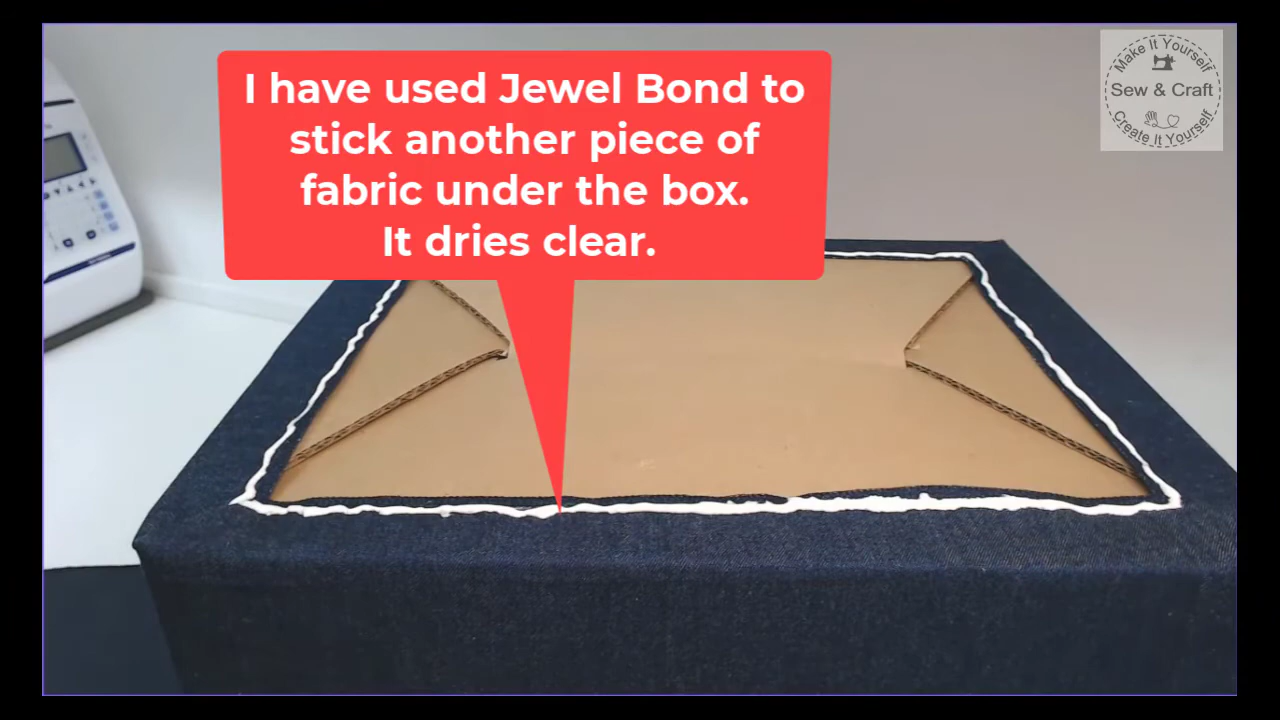 I have used Jewel Bond to
stick another piece of
fabric under the box.
It dries clear.
Make It Yourself
Sew & Craft
Create It Yourself